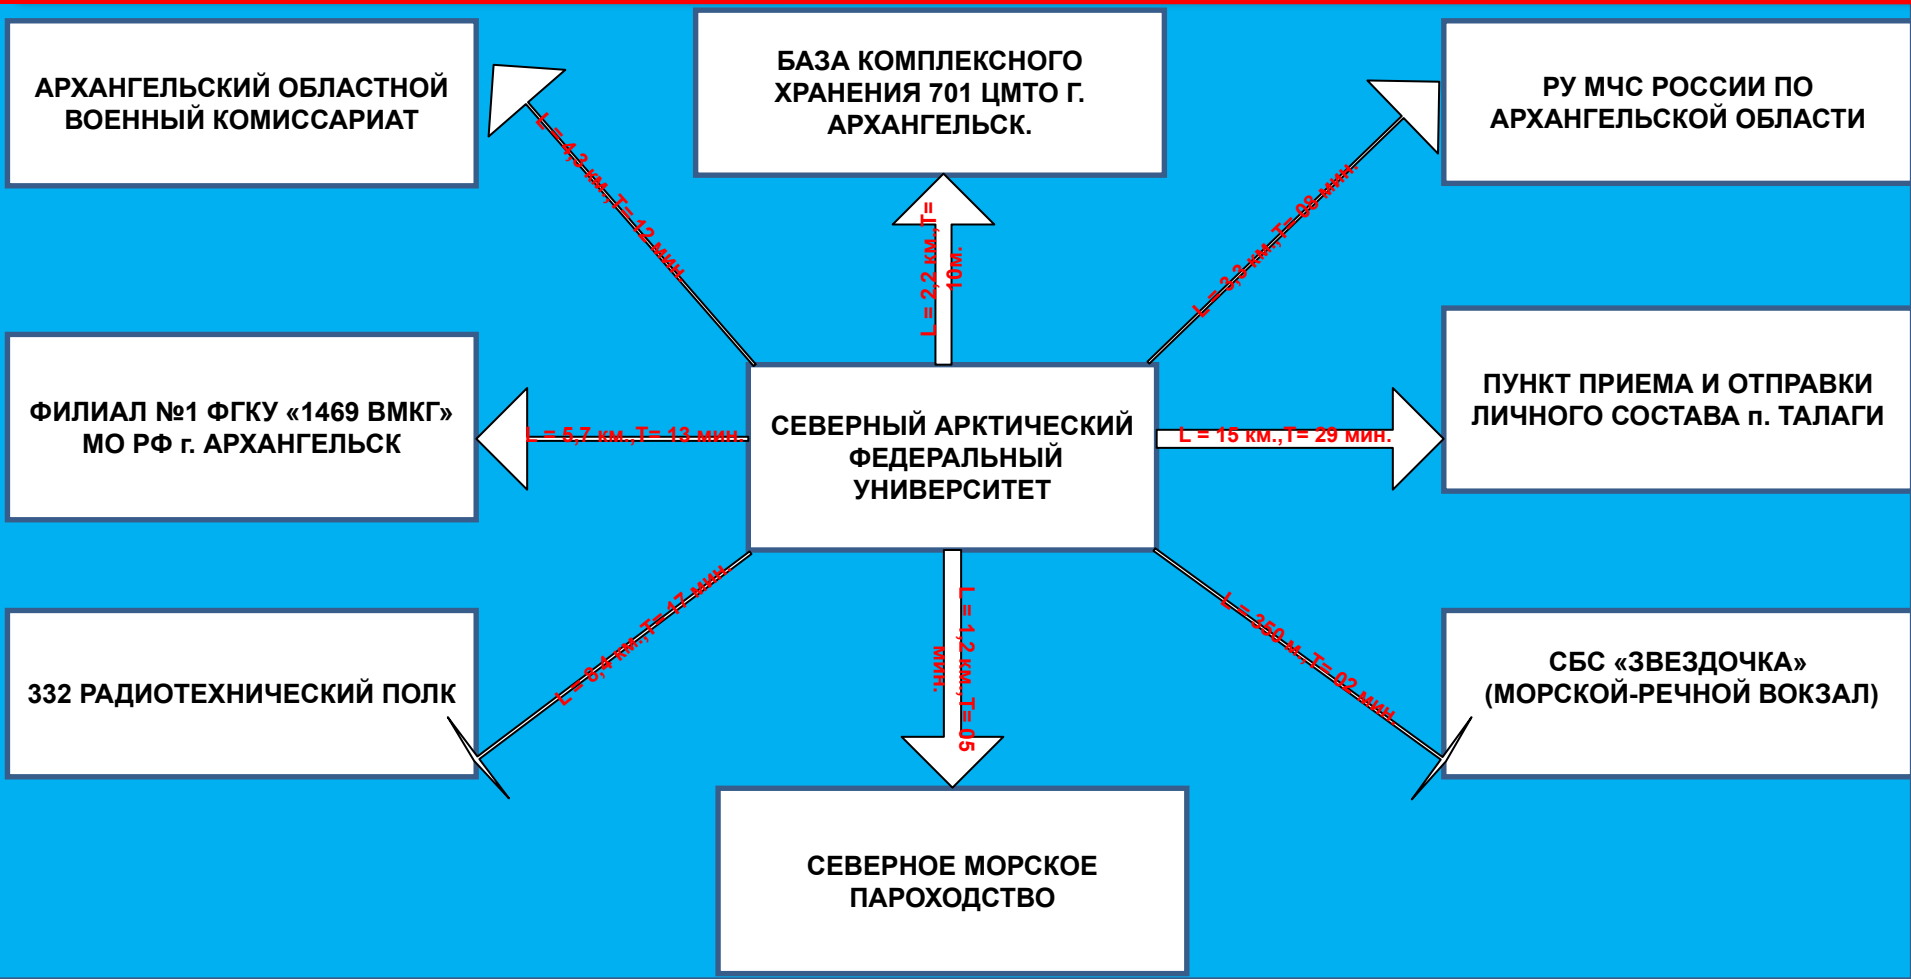 АРХАНГЕЛЬСКИЙ ОБЛАСТНОЙ
ВОЕННЫЙ КОМИССАРИАТ
БАЗА КОМПЛЕКСНОГО
ХРАНЕНИЯ 701 ЦМТО Г.
АРХАНГЕЛЬСК.
РУ МЧС РОССИИ ПО
АРХАНГЕЛЬСКОЙ ОБЛАСТИ
L = 4,3 км.,Т= 12 мин.
L = 2,2 км.,Т=
10м.
L = 3,3 км.,Т= 08 мин.
ФИЛИАЛ №1 ФГКУ «1469 ВМКГ»
МО РФ г. АРХАНГЕЛЬСК
L = 5,7 км.,Т= 13 мин.
СЕВЕРНЫЙ АРКТИЧЕСКИЙ
ФЕДЕРАЛЬНЫЙ
УНИВЕРСИТЕТ
L = 15 км.,Т= 29 мин.
ПУНКТ ПРИЕМА И ОТПРАВКИ
ЛИЧНОГО СОСТАВА п. ТАЛАГИ
332 РАДИОТЕХНИЧЕСКИЙ ПОЛК
L = 8,4 км.,Т= 17 мин.
L = 1,2 км.,Т= 05
мин.
L = 350 м.,Т= 02 мин.
СБС «ЗВЕЗДОЧКА»
(МОРСКОЙ-РЕЧНОЙ ВОКЗАЛ)
СЕВЕРНОЕ МОРСКОЕ
ПАРОХОДСТВО